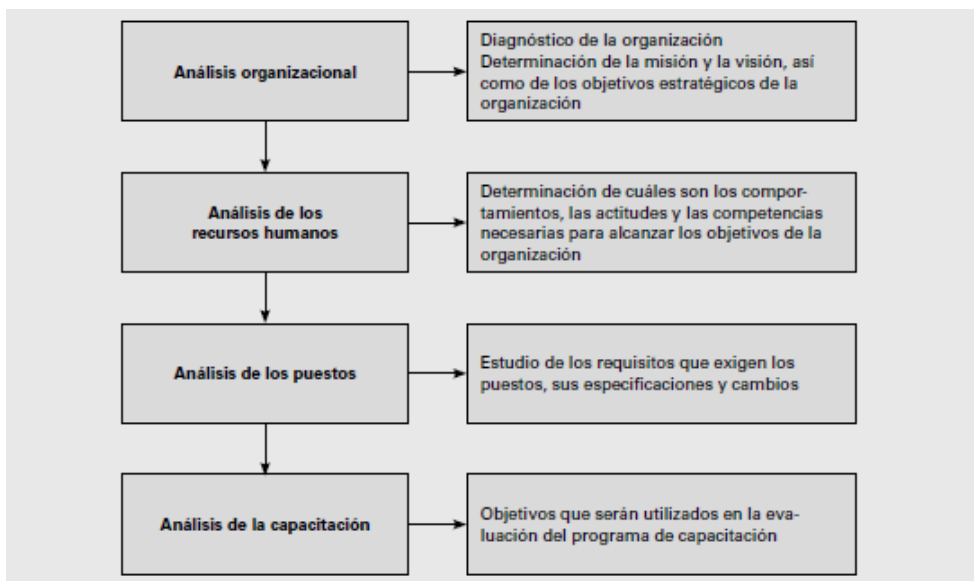 Análisis organizacional
Diagnóstico de la organización
Determinación de la misión y la visión, así
como de los objetivos estratégicos de la
organización
Análisis de los
recursos humanos
Determinación de cuáles son los compor-
tamientos, las actitudes y las competencias
necesarias para alcanzar los objetivos de la
organización
Análisis de los puestos
Estudio de los requisitos que exigen los
puestos, sus especificaciones y cambios
Análisis de la capacitación
Objetivos que serán utilizados en la eva-
luación del programa de capacitación